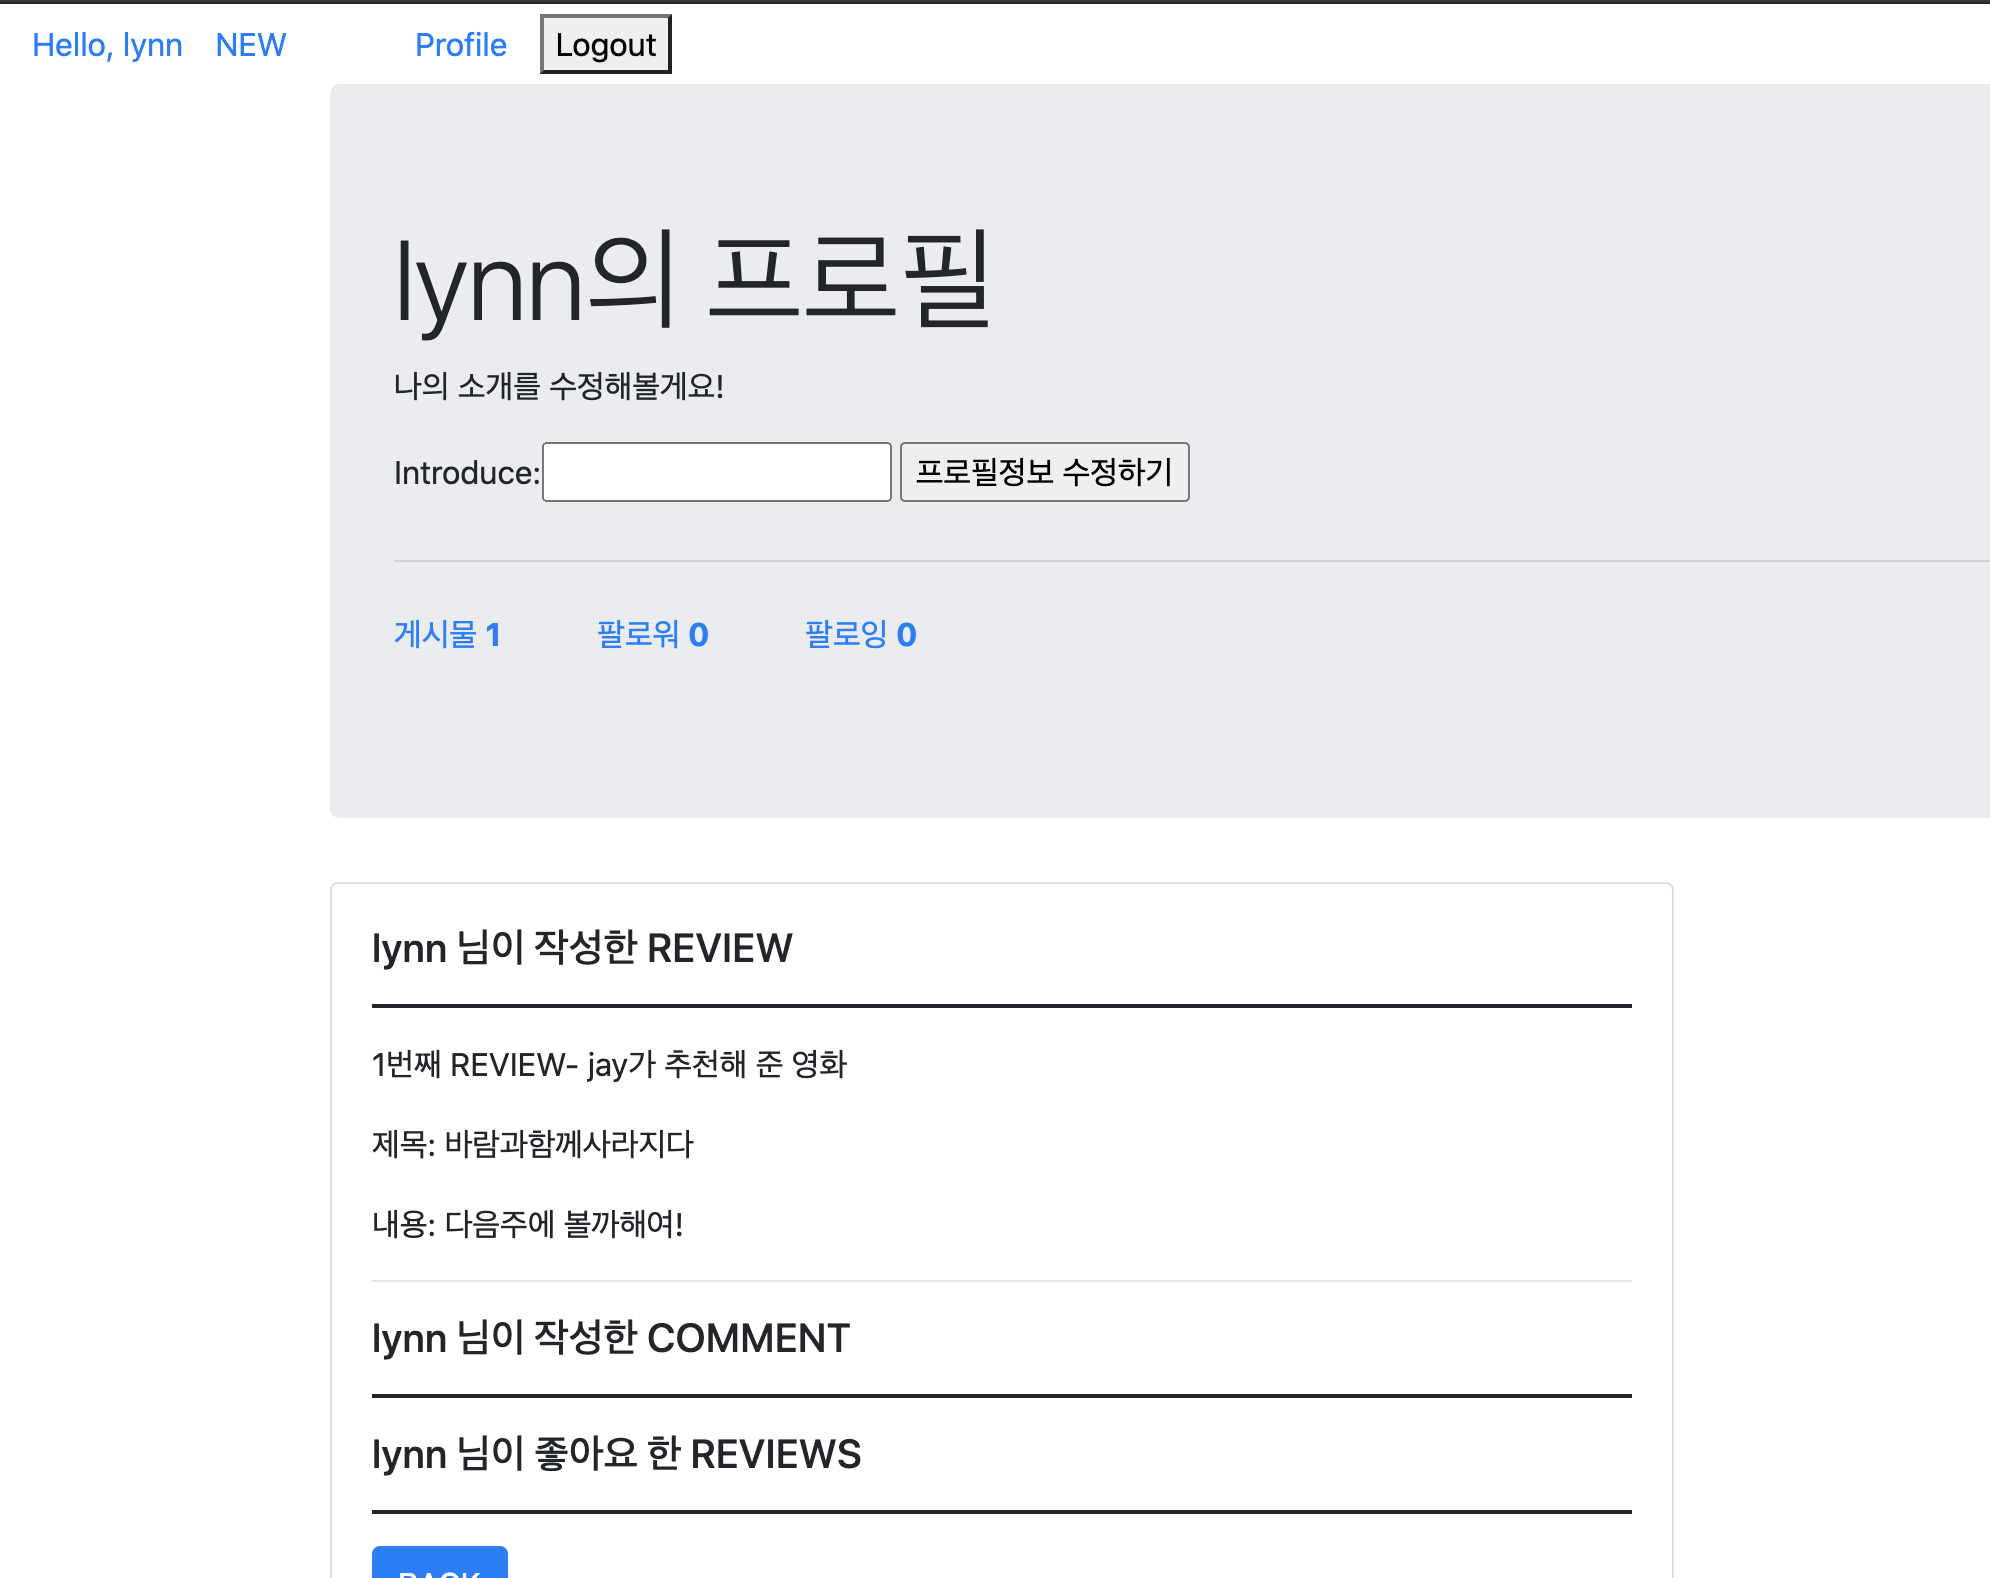 Hello, lynn NEW Profile Logout
lynn의 프로필
나의 소개를 수정해볼게요!
Introduce: 프로필정보 수정하기
게시물 1 팔로워 0 팔로잉 0
lynn 님이 작성한 REVIEW
1번째 REVIEW- jay가 추천해 준 영화
제목: 바람과함께사라지다
내용: 다음주에 볼까해여!
lynn 님이 작성한 COMMENT
lynn 님이 좋아요 한 REVIEWS
BACK